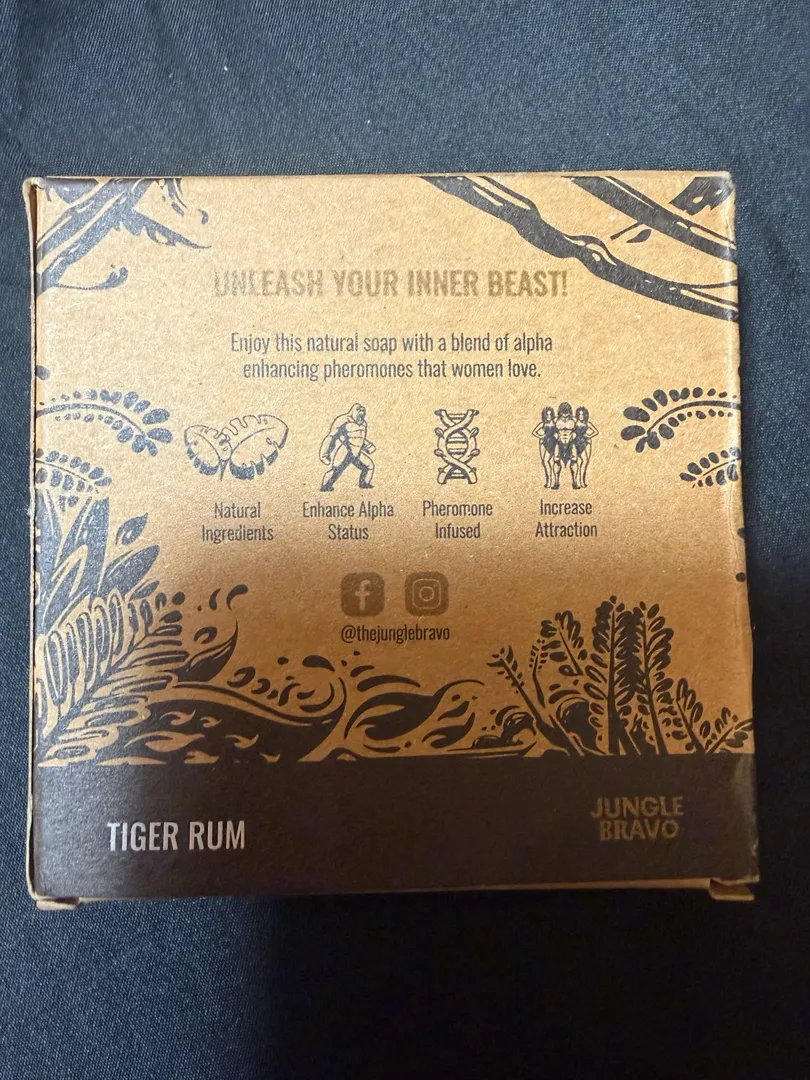 UNLEASH YOUR INNER BEAST!
Enjoy this natural soap with a blend of alpha
enhancing pheromones that women love.
Natural
Ingredients
Enhance Alpha
Status
Pheromone
Infused
Increase
Attraction
@thejunglebravo
TIGER RUM
JUNGLE
BRAVO